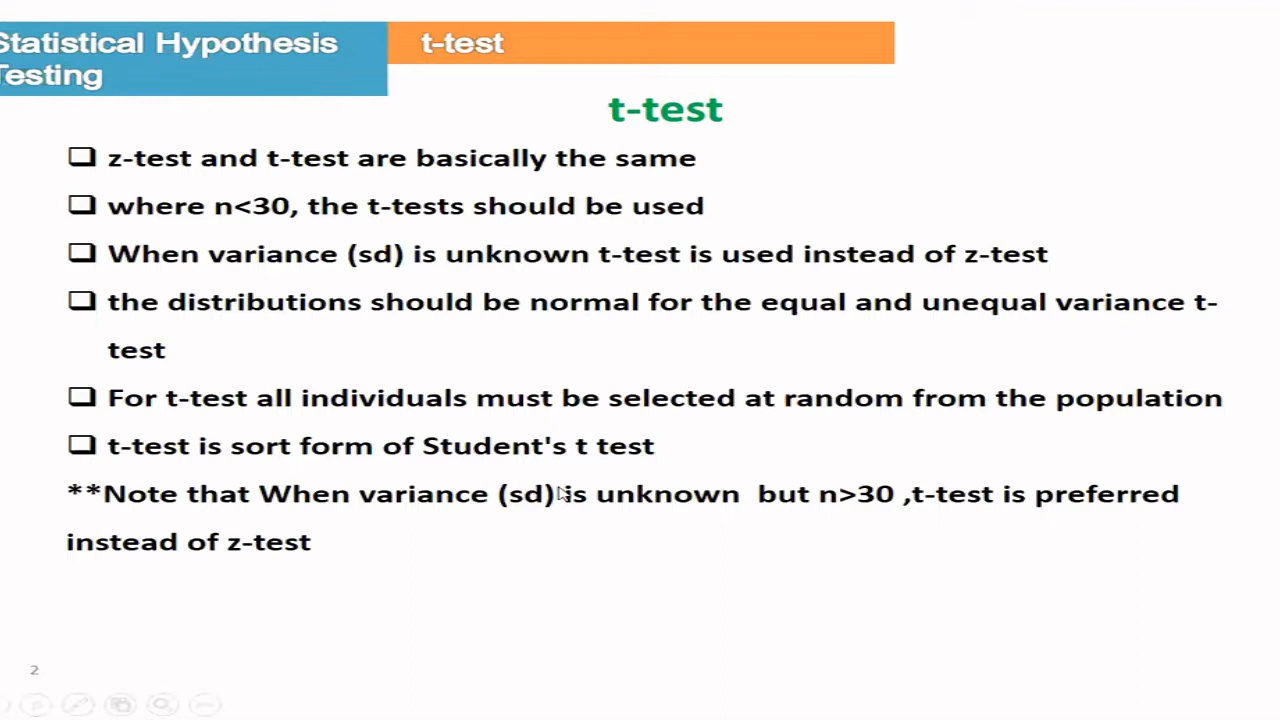 Statistical Hypothesis
Testing
t-test
t-test
z-test and t-test are basically the same
where n<30, the t-tests should be used
When variance (sd) is unknown t-test is used instead of z-test
the distributions should be normal for the equal and unequal variance t-
test
For t-test all individuals must be selected at random from the population
t-test is sort form of Student's t test
**Note that When variance (sd) is unknown but n>30 ,t-test is preferred
instead of z-test
2